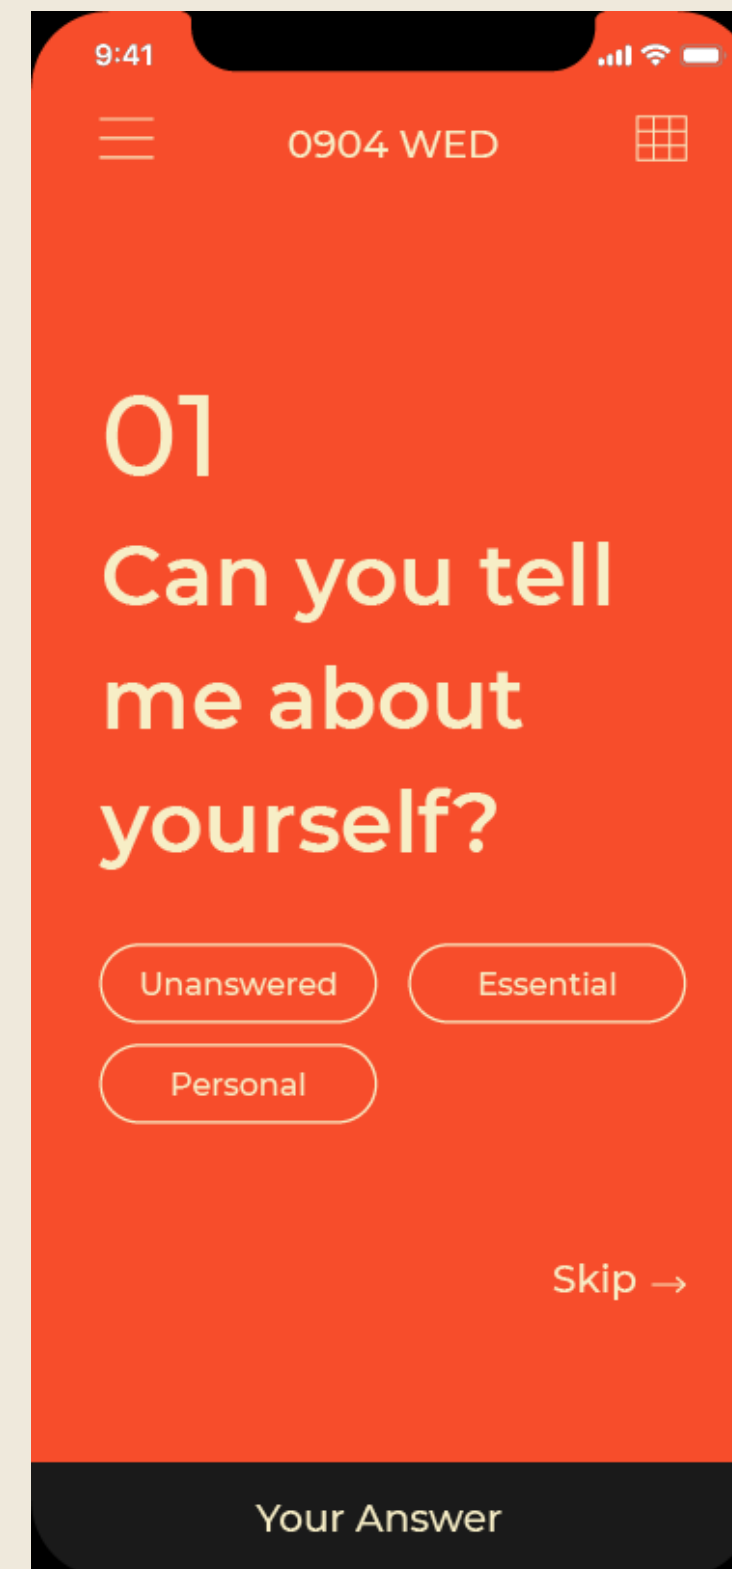 9:41
0904 WED
01
Can you tell
me about
yourself?
Unanswered
Essential
Personal
Skip →
Your Answer